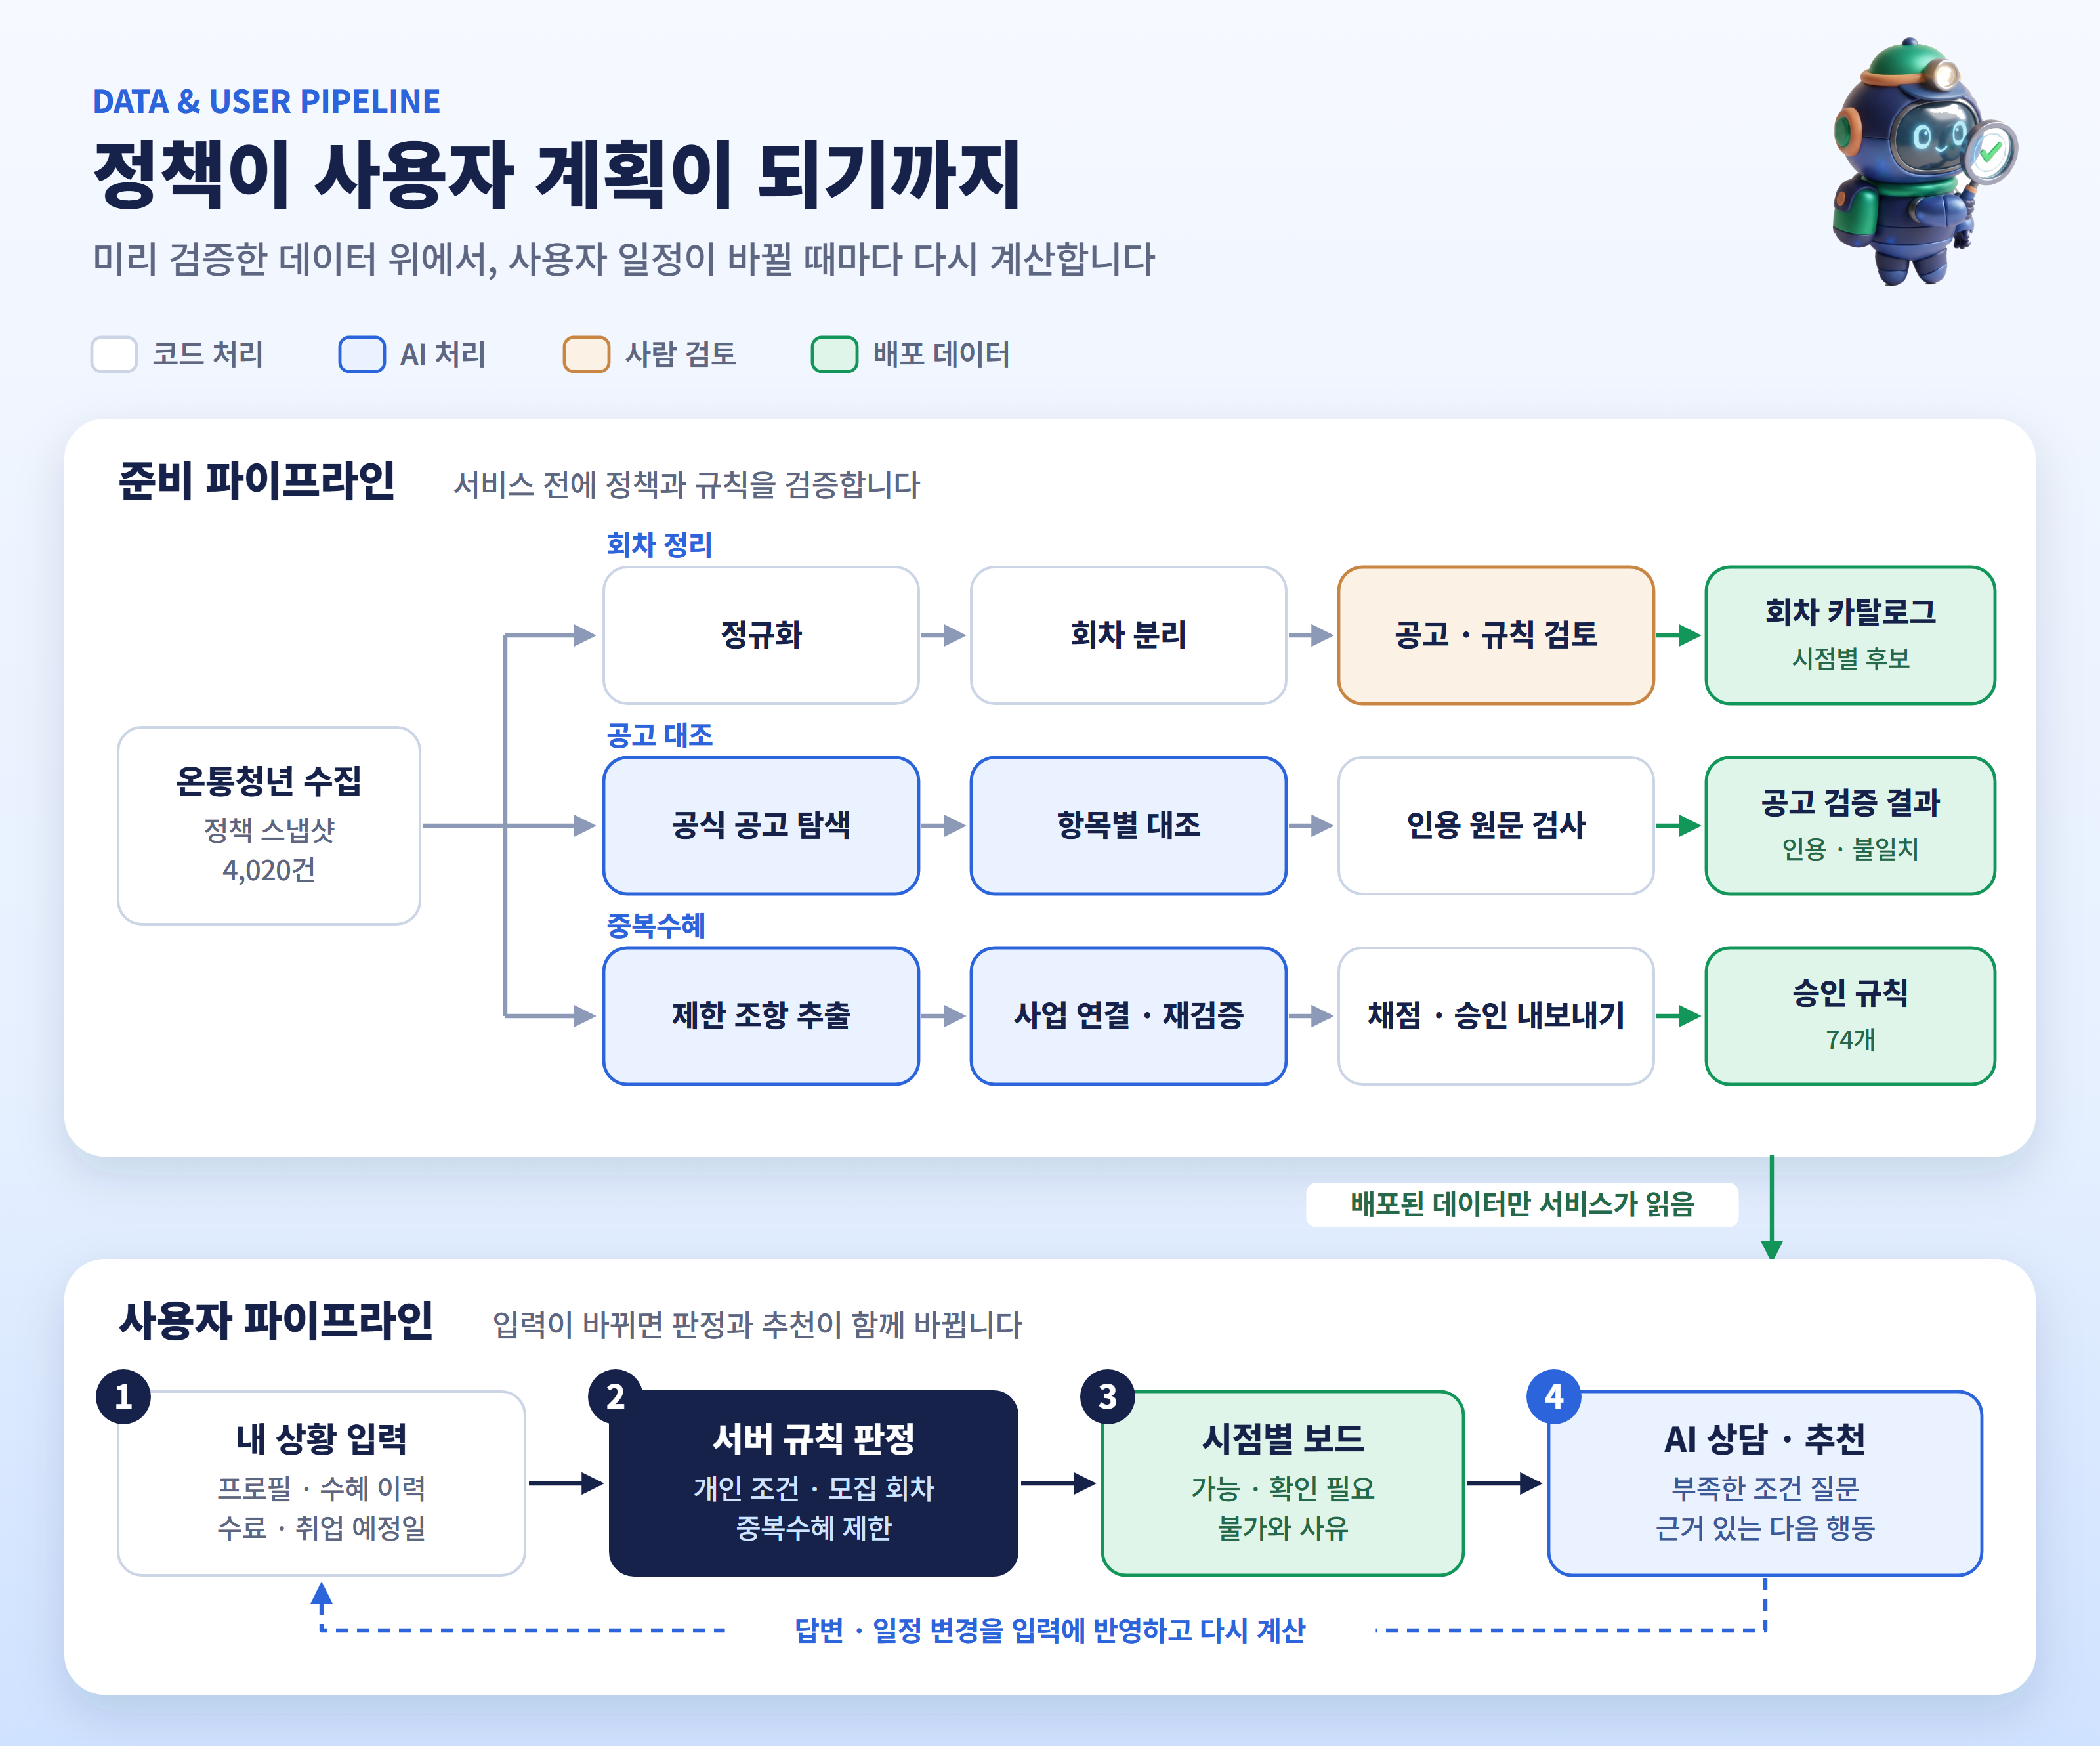 DATA & USER PIPELINE
정책이 사용자 계획이 되기까지
미리 검증한 데이터 위에서, 사용자 일정이 바뀔 때마다 다시 계산합니다
코드 처리
AI 처리
사람 검토
배포 데이터
준비 파이프라인
서비스 전에 정책과 규칙을 검증합니다
온통청년 수집
정책 스냅샷
4,020건
회차 정리
정규화
회차 분리
공고 · 규칙 검토
회차 카탈로그
시점별 후보
공고 대조
공식 공고 탐색
항목별 대조
인용 원문 검사
공고 검증 결과
인용 · 불일치
중복수혜
제한 조항 추출
사업 연결 · 재검증
채점 · 승인 내보내기
승인 규칙
74개
배포된 데이터만 서비스가 읽음
사용자 파이프라인
입력이 바뀌면 판정과 추천이 함께 바뀝니다
1
내 상황 입력
프로필 · 수혜 이력
수료 · 취업 예정일
2
서버 규칙 판정
개인 조건 · 모집 회차
중복수혜 제한
3
시점별 보드
가능 · 확인 필요
불가와 사유
4
AI 상담 · 추천
부족한 조건 질문
근거 있는 다음 행동
답변 · 일정 변경을 입력에 반영하고 다시 계산